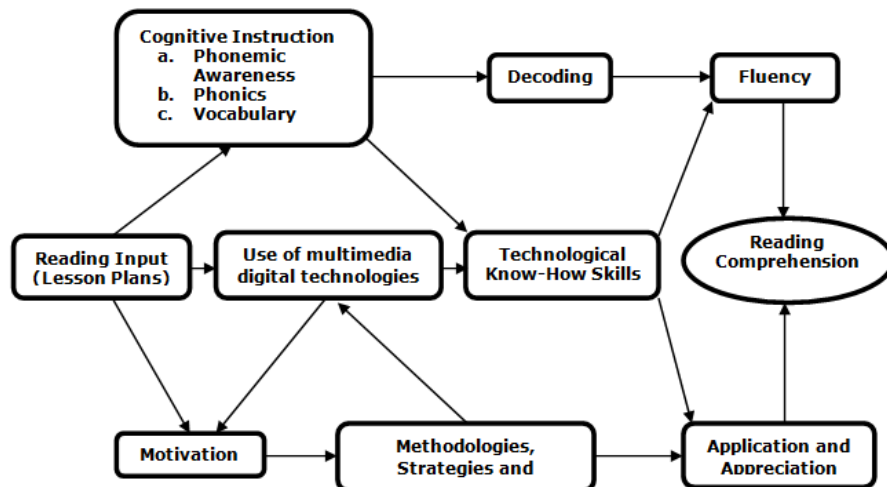 Cognitive Instruction
a. Phonemic
Awareness
b. Phonics
c. Vocabulary
Decoding
Fluency
Reading Input
(Lesson Plans)
Use of multimedia
digital technologies
Technological
Know-How Skills
Reading
Comprehension
Motivation
Methodologies,
Strategies and
Application and
Appreciation